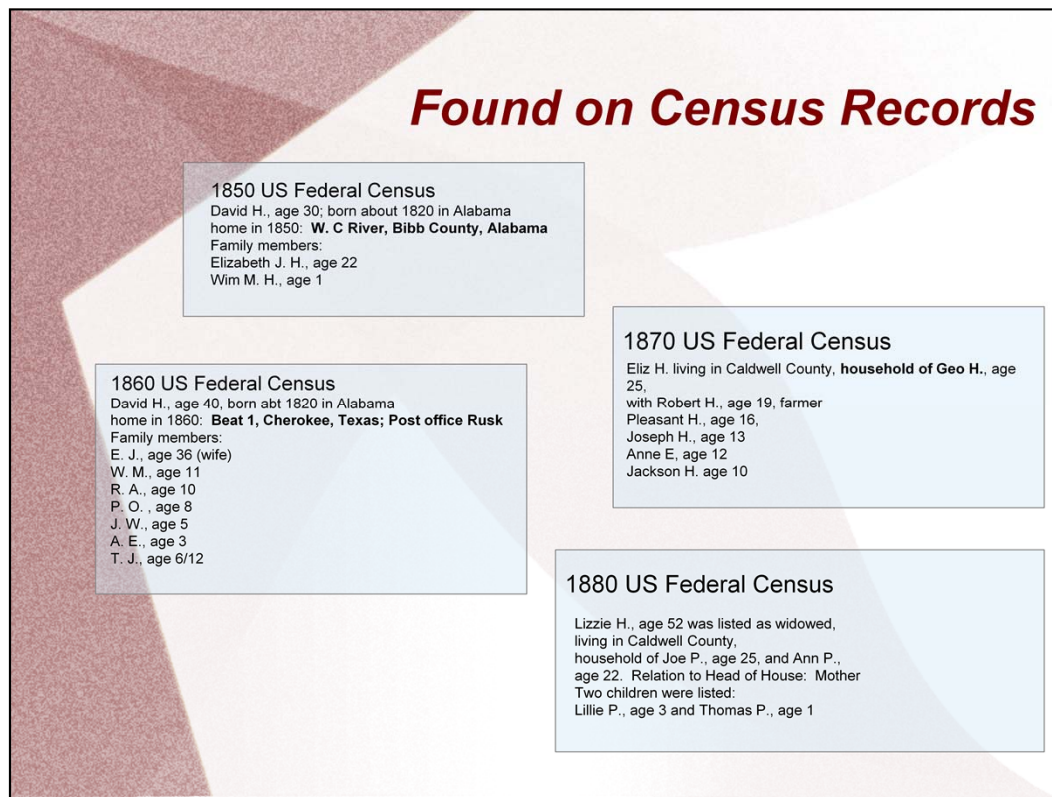 Found on Census Records
1850 US Federal Census
David H., age 30; born about 1820 in Alabama
home in 1850:  W. C River, Bibb County, Alabama
Family members:
Elizabeth J. H., age 22
Wim M. H., age 1
1860 US Federal Census
David H., age 40, born abt 1820 in Alabama
home in 1860:  Beat 1, Cherokee, Texas; Post office Rusk
Family members:
E. J., age 36 (wife)
W. M., age 11
R. A., age 10
P. O. , age 8
J. W., age 5
A. E., age 3
T. J., age 6/12
1870 US Federal Census
Eliz H. living in Caldwell County, household of Geo H., age
25,
with Robert H., age 19, farmer
Pleasant H., age 16,
Joseph H., age 13
Anne E, age 12
Jackson H. age 10
1880 US Federal Census
Lizzie H., age 52 was listed as widowed,
living in Caldwell County,
household of Joe P., age 25, and Ann P.,
age 22.  Relation to Head of House:  Mother
Two children were listed:
Lillie P., age 3 and Thomas P., age 1